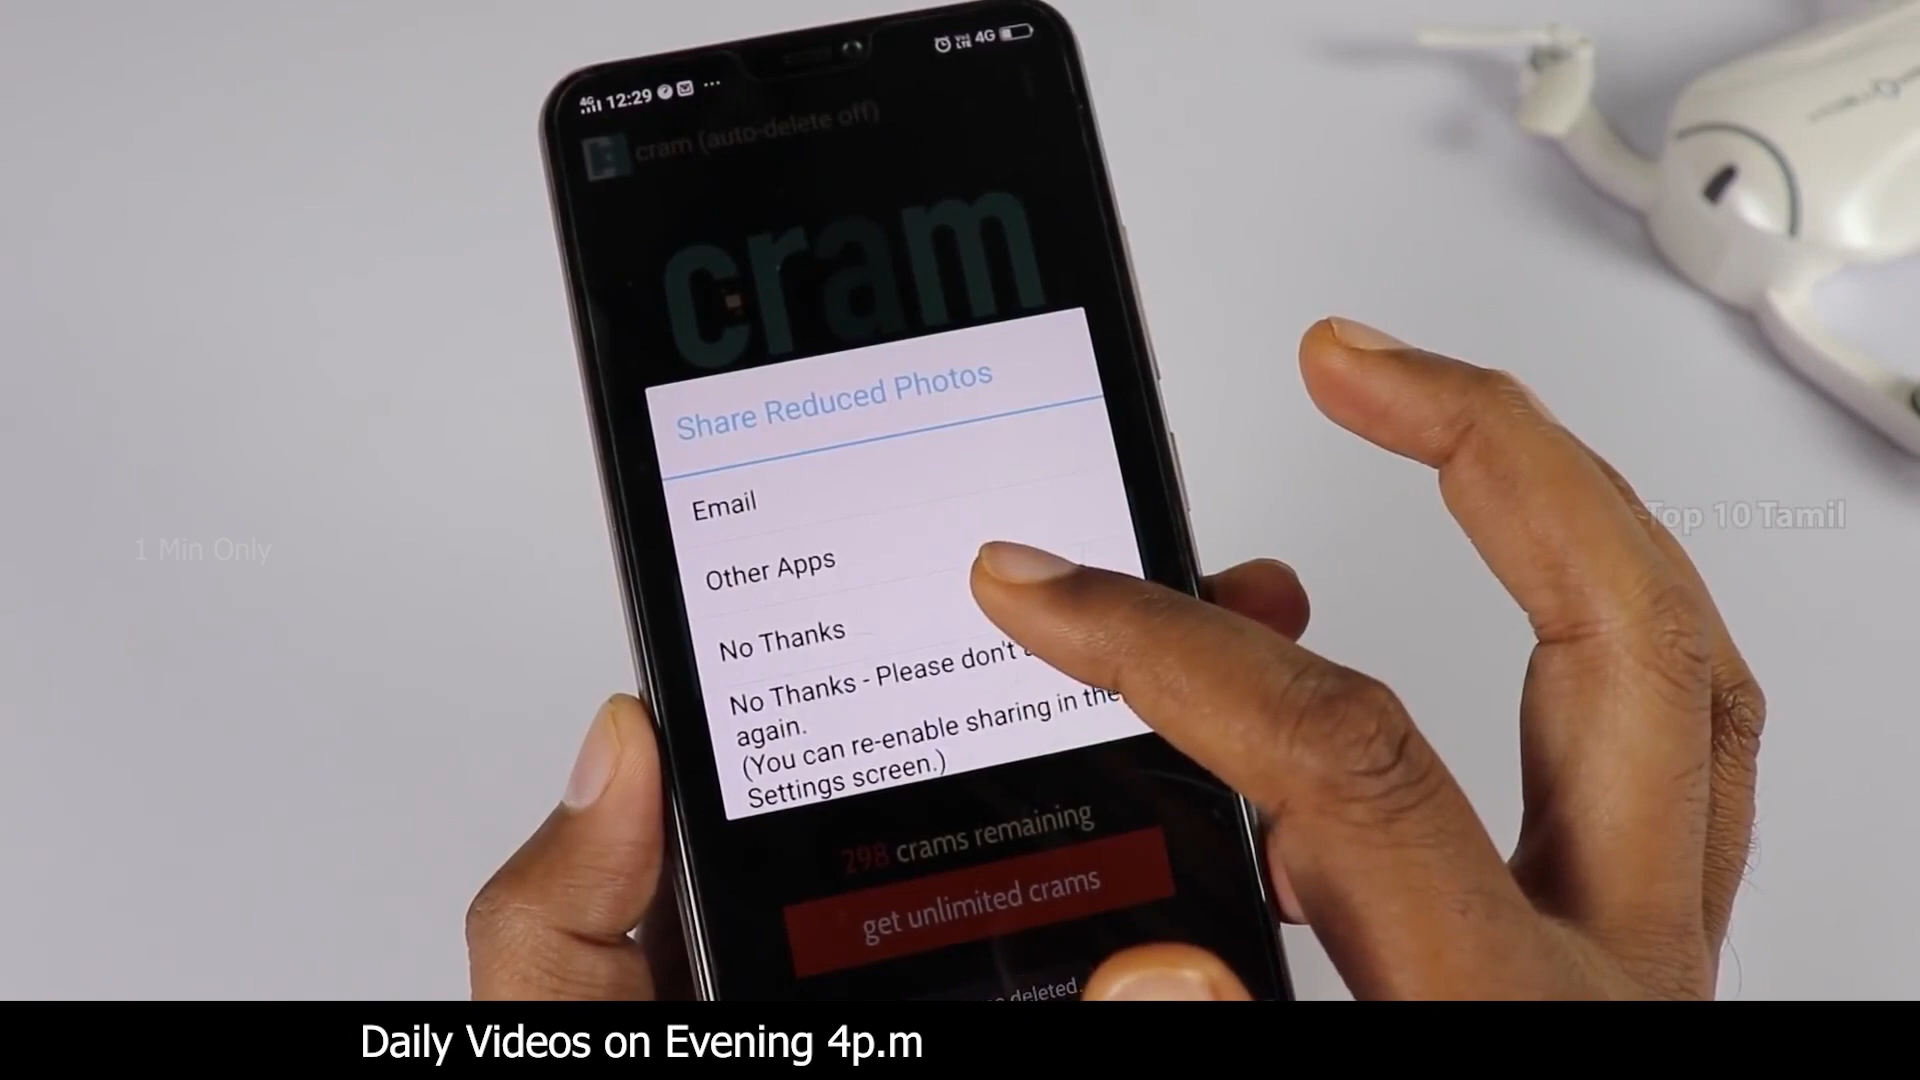 4G 12:29 ...
4G
cram (auto-delete off)
cram
Share Reduced Photos
Email
Other Apps
No Thanks
No Thanks - Please don't
again.
(You can re-enable sharing in the
Settings screen.)
298 crams remaining
get unlimited crams
deleted.
1 Min Only
Top 10 Tamil
Daily Videos on Evening 4p.m